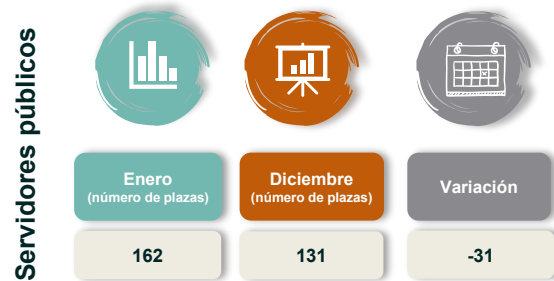 Servidores públicos
Enero
(número de plazas)
Diciembre
(número de plazas)
Variación
162
131
-31